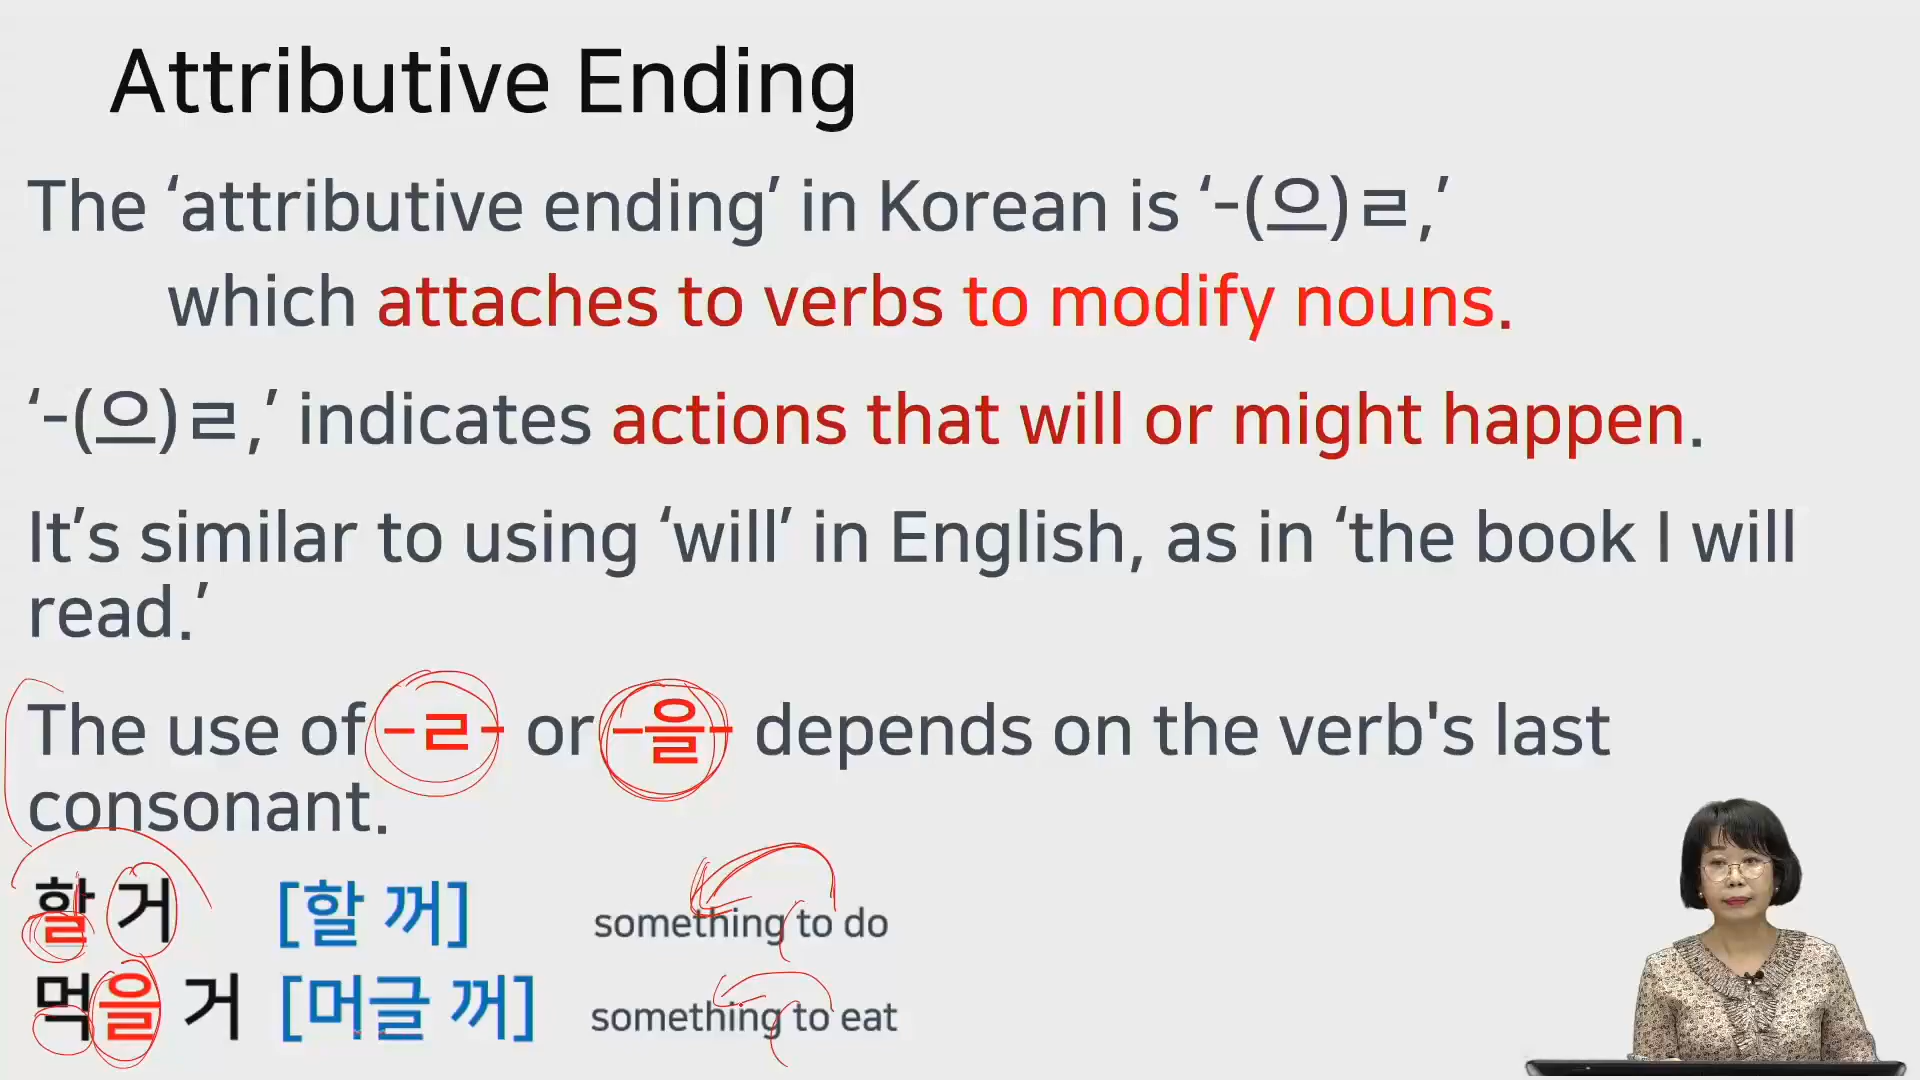 Attributive Ending
The ‘attributive ending’ in Korean is ‘-(으)ㄹ,’
which attaches to verbs to modify nouns.
‘-(으)ㄹ,’ indicates actions that will or might happen.
It’s similar to using ‘will’ in English, as in ‘the book I will
read.’
The use of -ㄹ- or -을- depends on the verb's last
consonant.
할 거 [할 꺼] something to do
먹을 거 [머글 꺼] something to eat